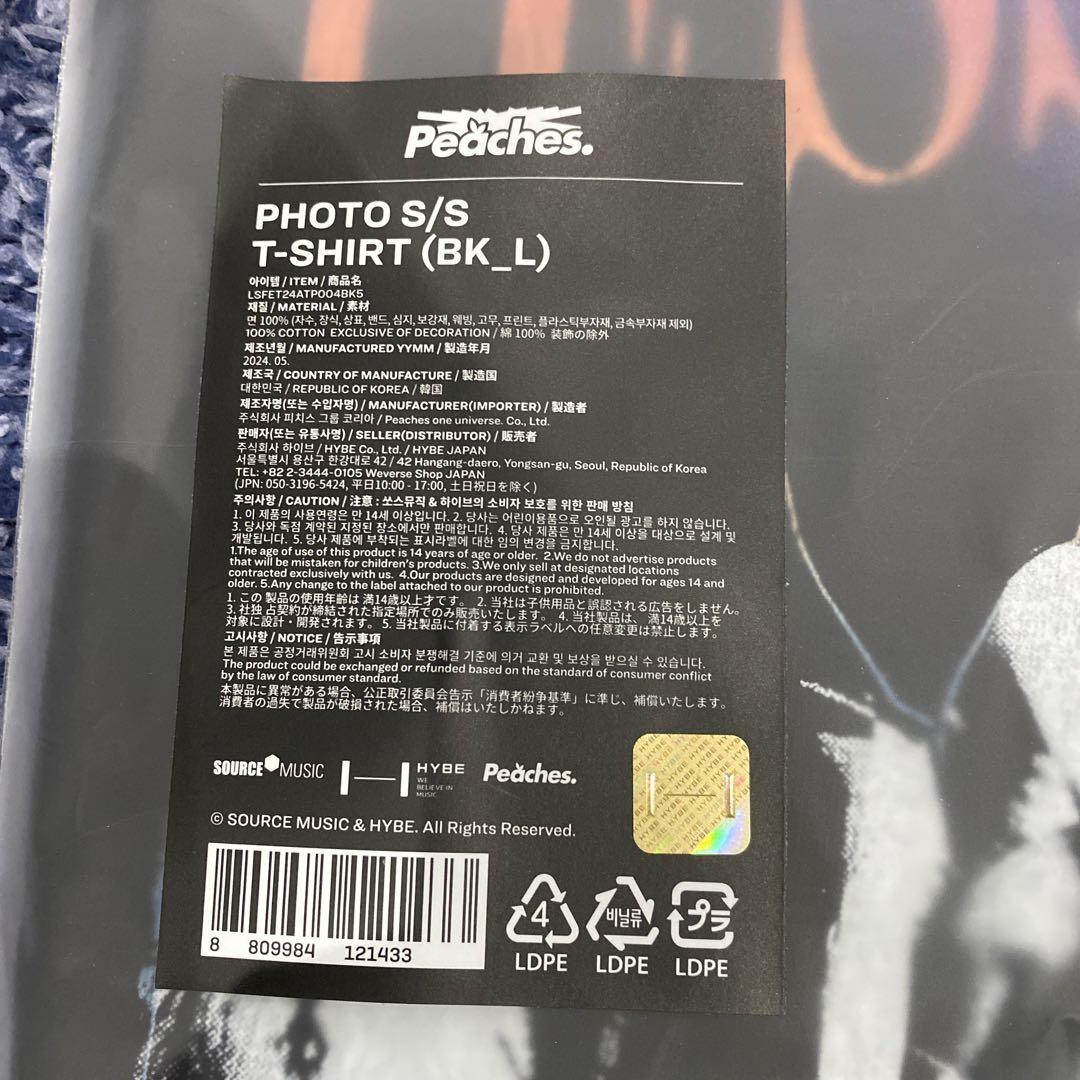 Peaches.
PHOTO S/S
T-SHIRT (BK_L)
아이템 / ITEM / 商品名
LSFET24ATP004BK5
재질 / MATERIAL / 素材
면 100% (자수, 장식, 상표, 밴드, 심지, 보강재, 웨빙, 고무, 프린트, 플라스틱부자재, 금속부자재 제외)
100% COTTON EXCLUSIVE OF DECORATION / 綿 100% 装飾の除外
제조년월 / MANUFACTURED YYMM / 製造年月
2024. 05.
제조국 / COUNTRY OF MANUFACTURE / 製造国
대한민국 / REPUBLIC OF KOREA / 韓国
제조자명(또는 수입자명) / MANUFACTURER(IMPORTER) / 製造者
주식회사 피치스 그룹 코리아 / Peaches one universe. Co., Ltd.
판매자(또는 유통사명) / SELLER(DISTRIBUTOR) / 販売者
주식회사 하이브 / HYBE Co., Ltd. / HYBE JAPAN
서울특별시 용산구 한강대로 42 / 42 Hangang-daero, Yongsan-gu, Seoul, Republic of Korea
TEL: +82 2-3444-0105 Weverse Shop JAPAN
(JPN: 050-3196-5424, 平日10:00 - 17:00, 土日祝日を除く)
주의사항 / CAUTION / 注意 : 쏘스뮤직 & 하이브의 소비자 보호를 위한 판매 방침
1. 이 제품의 사용연령은 만 14세 이상입니다. 2. 당사는 어린이용품으로 오인될 광고를 하지 않습니다.
3. 당사와 독점 계약된 지정된 장소에서만 판매합니다. 4. 당사 제품은 만 14세 이상을 대상으로 설계 및
개발됩니다. 5. 당사 제품에 부착되는 표시라벨에 대한 임의 변경을 금지합니다.
1.The age of use of this product is 14 years of age or older. 2.We do not advertise products
that will be mistaken for children's products. 3.We only sell at designated locations
contracted exclusively with us. 4.Our products are designed and developed for ages 14 and
older. 5.Any change to the label attached to our product is prohibited.
1. この 製品の使用年齢は 満14歳以上才です。 2. 当社は子供用品と誤認される広告をしません。
3. 社独 占契約が締結された指定場所でのみ販売いたします。 4. 当社製品は、 満14歳以上を
対象に設計・開発されます。 5. 当社製品に付着する表示ラベルへの任意変更は禁止します。
고시사항 / NOTICE / 告示事項
본 제품은 공정거래위원회 고시 소비자 분쟁해결 기준에 의거 교환 및 보상을 받으실 수 있습니다.
The product could be exchanged or refunded based on the standard of consumer conflict
by the law of consumer standard.
本製品に異常がある場合、公正取引委員会告示「消費者紛争基準」に準じ、補償いたします。
消費者の過失で製品が破損された場合、補償はいたしかねます。
SOURCE MUSIC HYBE WE BELIEVE IN MUSIC Peaches.
© SOURCE MUSIC & HYBE. All Rights Reserved.
8 809984 121433
4 비닐류 プラ
LDPE LDPE LDPE